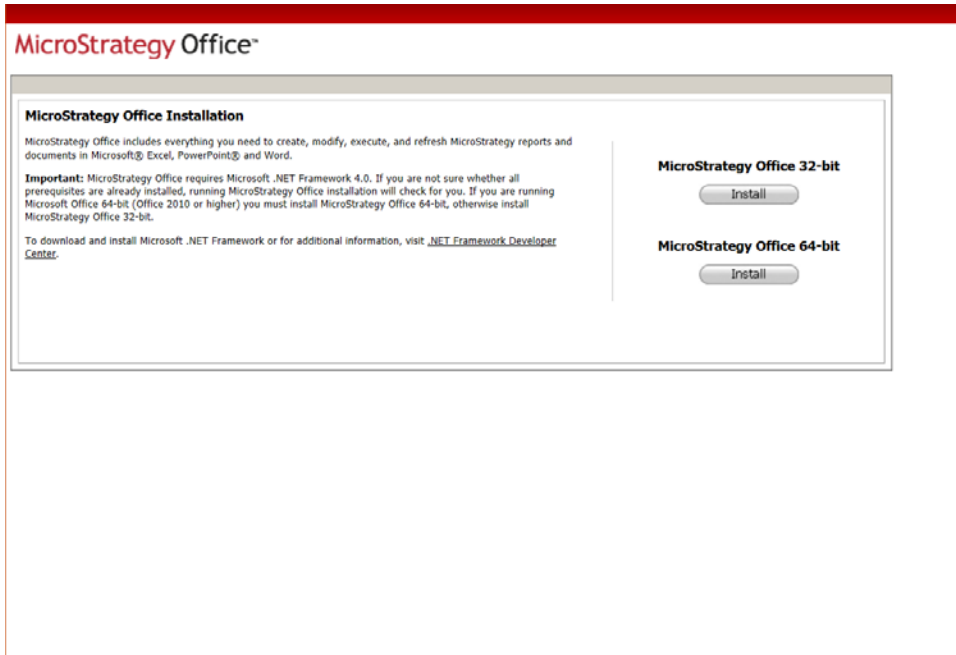 MicroStrategy Office™
MicroStrategy Office Installation
MicroStrategy Office includes everything you need to create, modify, execute, and refresh MicroStrategy reports and
documents in Microsoft® Excel, PowerPoint® and Word.
Important: MicroStrategy Office requires Microsoft .NET Framework 4.0. If you are not sure whether all
prerequisites are already installed, running MicroStrategy Office installation will check for you. If you are running
Microsoft Office 64-bit (Office 2010 or higher) you must install MicroStrategy Office 64-bit, otherwise install
MicroStrategy Office 32-bit.
To download and install Microsoft .NET Framework or for additional information, visit .NET Framework Developer
Center.
MicroStrategy Office 32-bit
Install
MicroStrategy Office 64-bit
Install